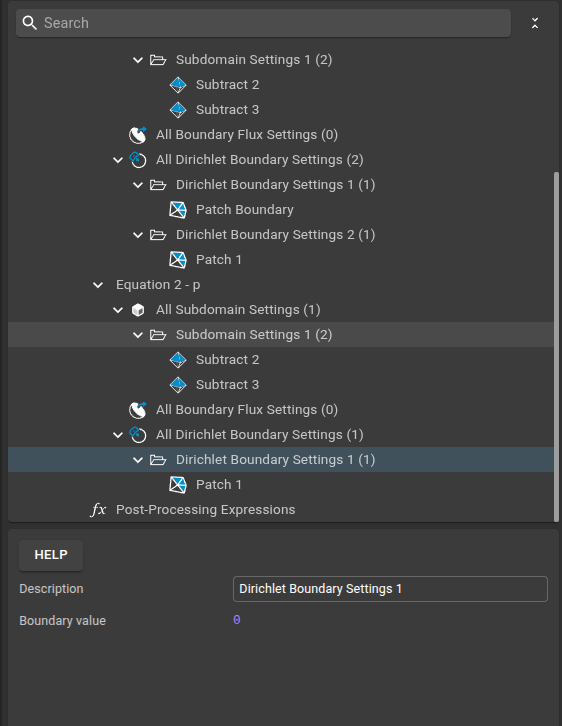 Search
Subdomain Settings 1 (2)
Subtract 2
Subtract 3
All Boundary Flux Settings (0)
All Dirichlet Boundary Settings (2)
Dirichlet Boundary Settings 1 (1)
Patch Boundary
Dirichlet Boundary Settings 2 (1)
Patch 1
Equation 2 - p
All Subdomain Settings (1)
Subdomain Settings 1 (2)
Subtract 2
Subtract 3
All Boundary Flux Settings (0)
All Dirichlet Boundary Settings (1)
Dirichlet Boundary Settings 1 (1)
Patch 1
fx Post-Processing Expressions
HELP
Description Dirichlet Boundary Settings 1
Boundary value 0